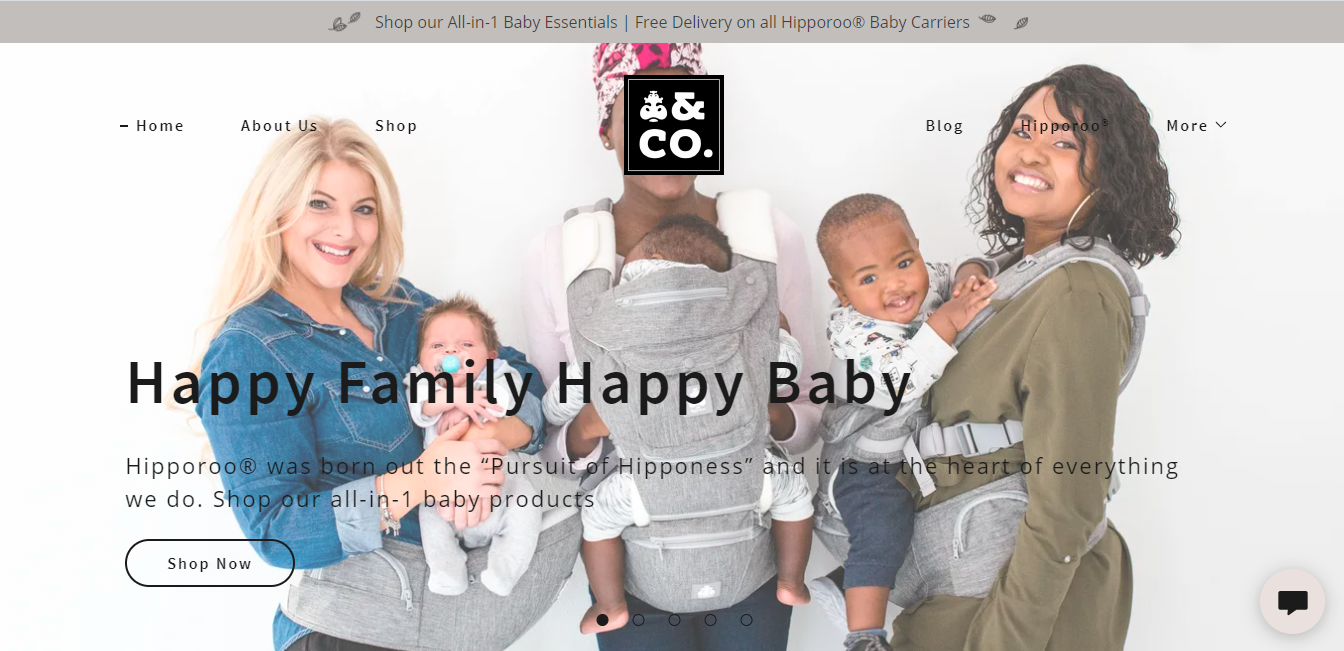 Shop our All-in-1 Baby Essentials | Free Delivery on all Hipporoo® Baby Carriers
Home
About Us
Shop
&
CO.
Blog
Hipporoo®
More
Happy Family Happy Baby
Hipporoo® was born out the “Pursuit of Hipponess” and it is at the heart of everything
we do. Shop our all-in-1 baby products
Shop Now